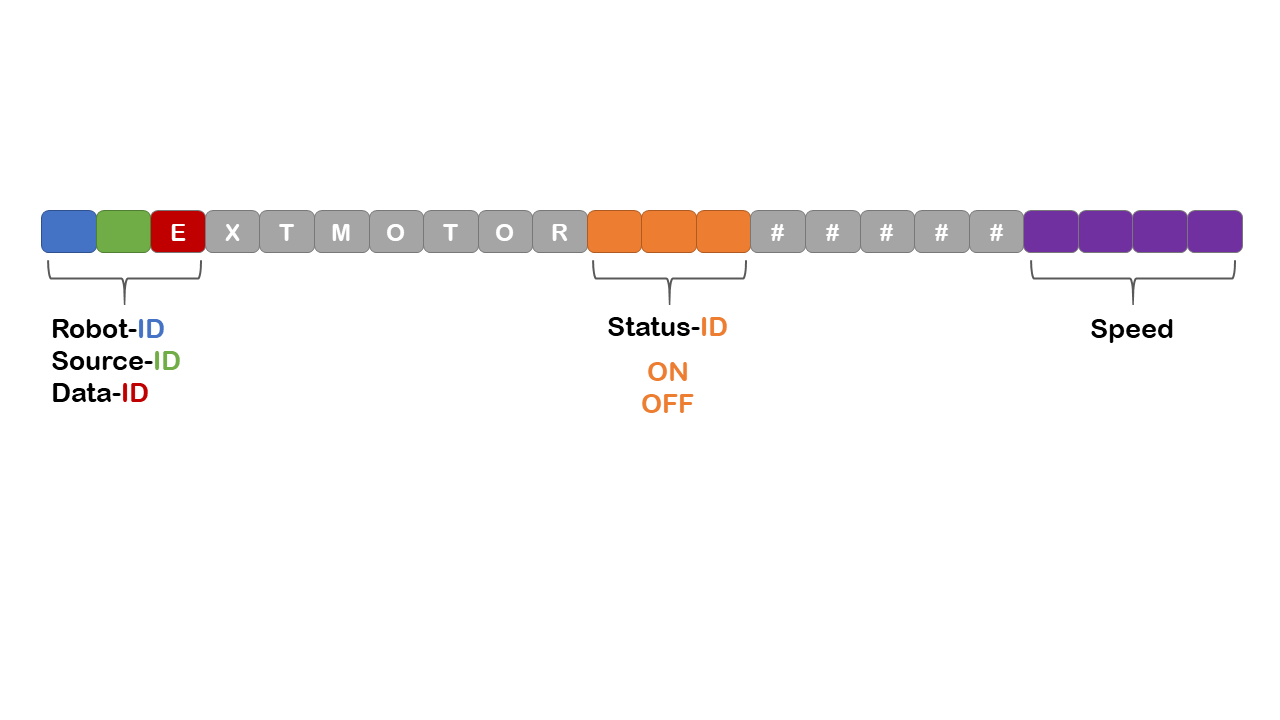 E X T M O T O R # # # # #
Robot-ID
Source-ID
Data-ID
Status-ID
ON
OFF
Speed